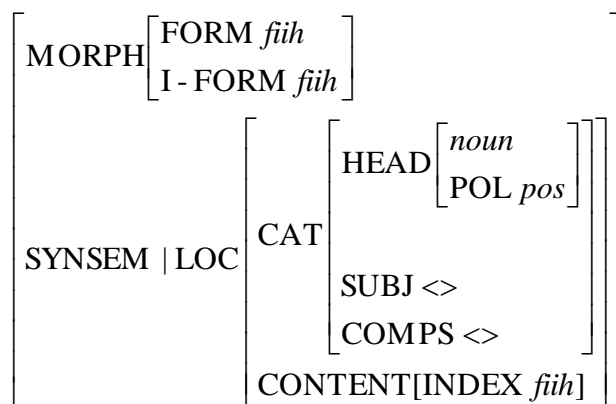 MORPH[FORM fiih
I - FORM fiih]
HEAD[noun
POL pos]
CAT
SYNSEM | LOC
SUBJ <>
COMPS <>
CONTENT[INDEX fiih]